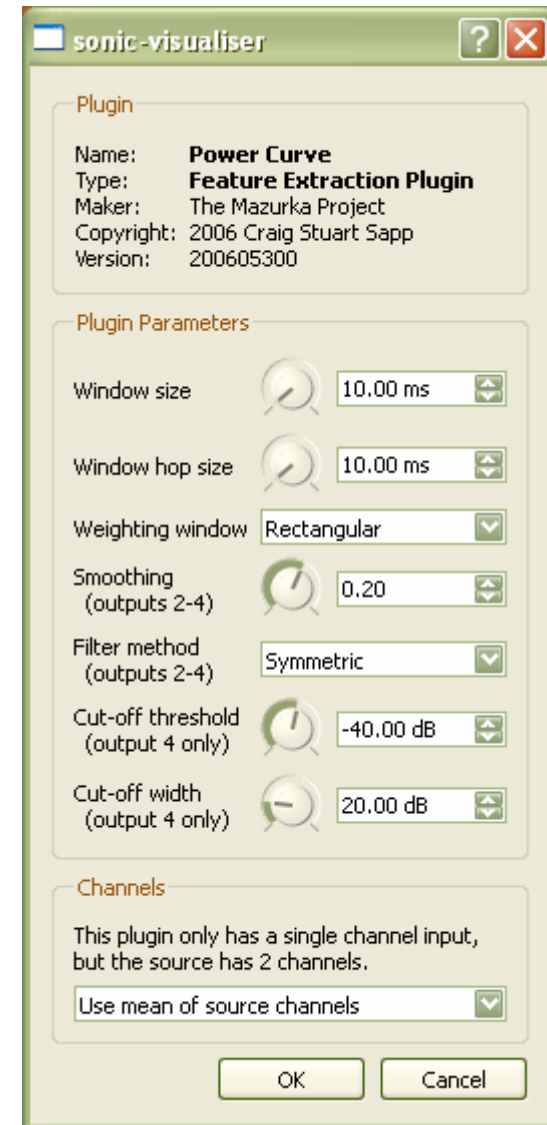 sonic-visualiser
Plugin
Name: Power Curve
Type: Feature Extraction Plugin
Maker: The Mazurka Project
Copyright: 2006 Craig Stuart Sapp
Version: 200605300
Plugin Parameters
Window size 10.00 ms
Window hop size 10.00 ms
Weighting window Rectangular
Smoothing
(outputs 2-4) 0.20
Filter method
(outputs 2-4) Symmetric
Cut-off threshold
(output 4 only) -40.00 dB
Cut-off width
(output 4 only) 20.00 dB
Channels
This plugin only has a single channel input,
but the source has 2 channels.
Use mean of source channels
OK Cancel